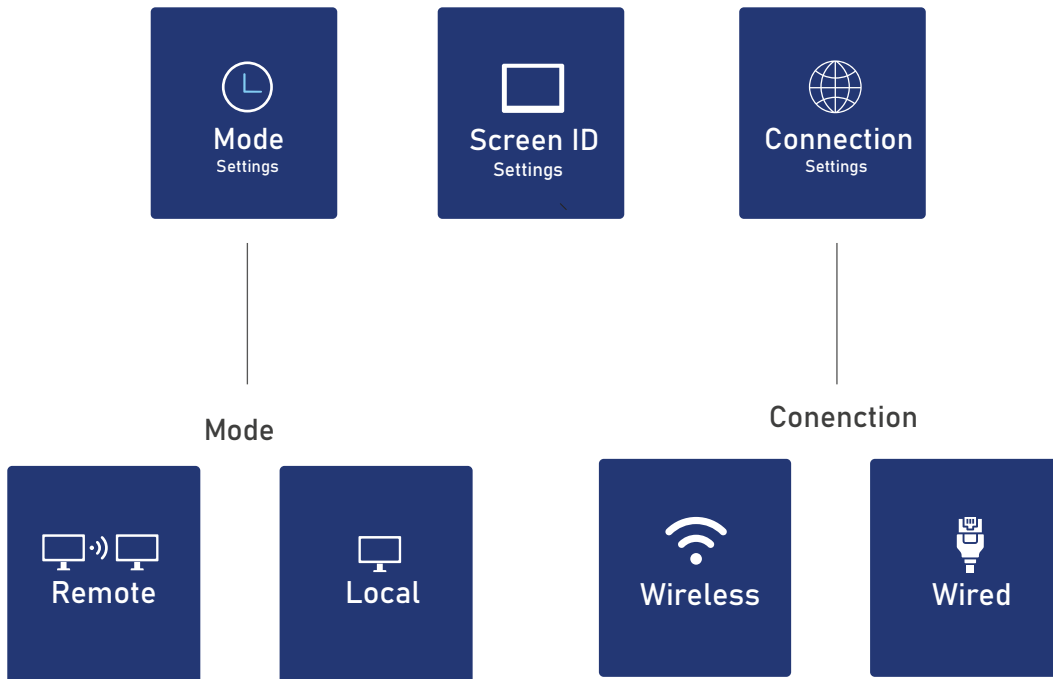 Mode
Settings
Screen ID
Settings
Connection
Settings
Mode
Conenction
Remote
Local
Wireless
Wired